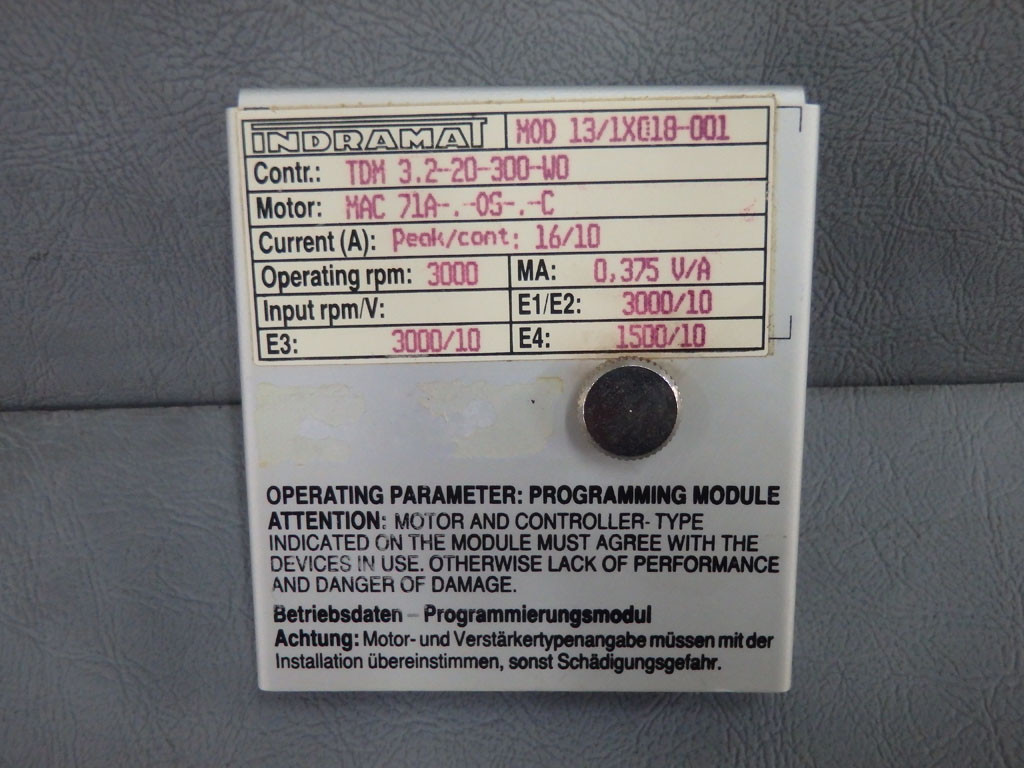 INDRAMAT MOD 13/1X018-001
Contr.: TDM 3.2-20-300-W0
Motor: MAC 71A-.-OS-.-C
Current (A): Peak/cont: 16/10
Operating rpm: 3000 MA: 0,375 V/A
Input rpm/V: E1/E2: 3000/10
E3: 3000/10 E4: 1500/10
OPERATING PARAMETER: PROGRAMMING MODULE
ATTENTION: MOTOR AND CONTROLLER- TYPE
INDICATED ON THE MODULE MUST AGREE WITH THE
DEVICES IN USE. OTHERWISE LACK OF PERFORMANCE
AND DANGER OF DAMAGE.
Betriebsdaten – Programmierungsmodul
Achtung: Motor- und Verstärkertypenangabe müssen mit der
Installation übereinstimmen, sonst Schädigungsgefahr.